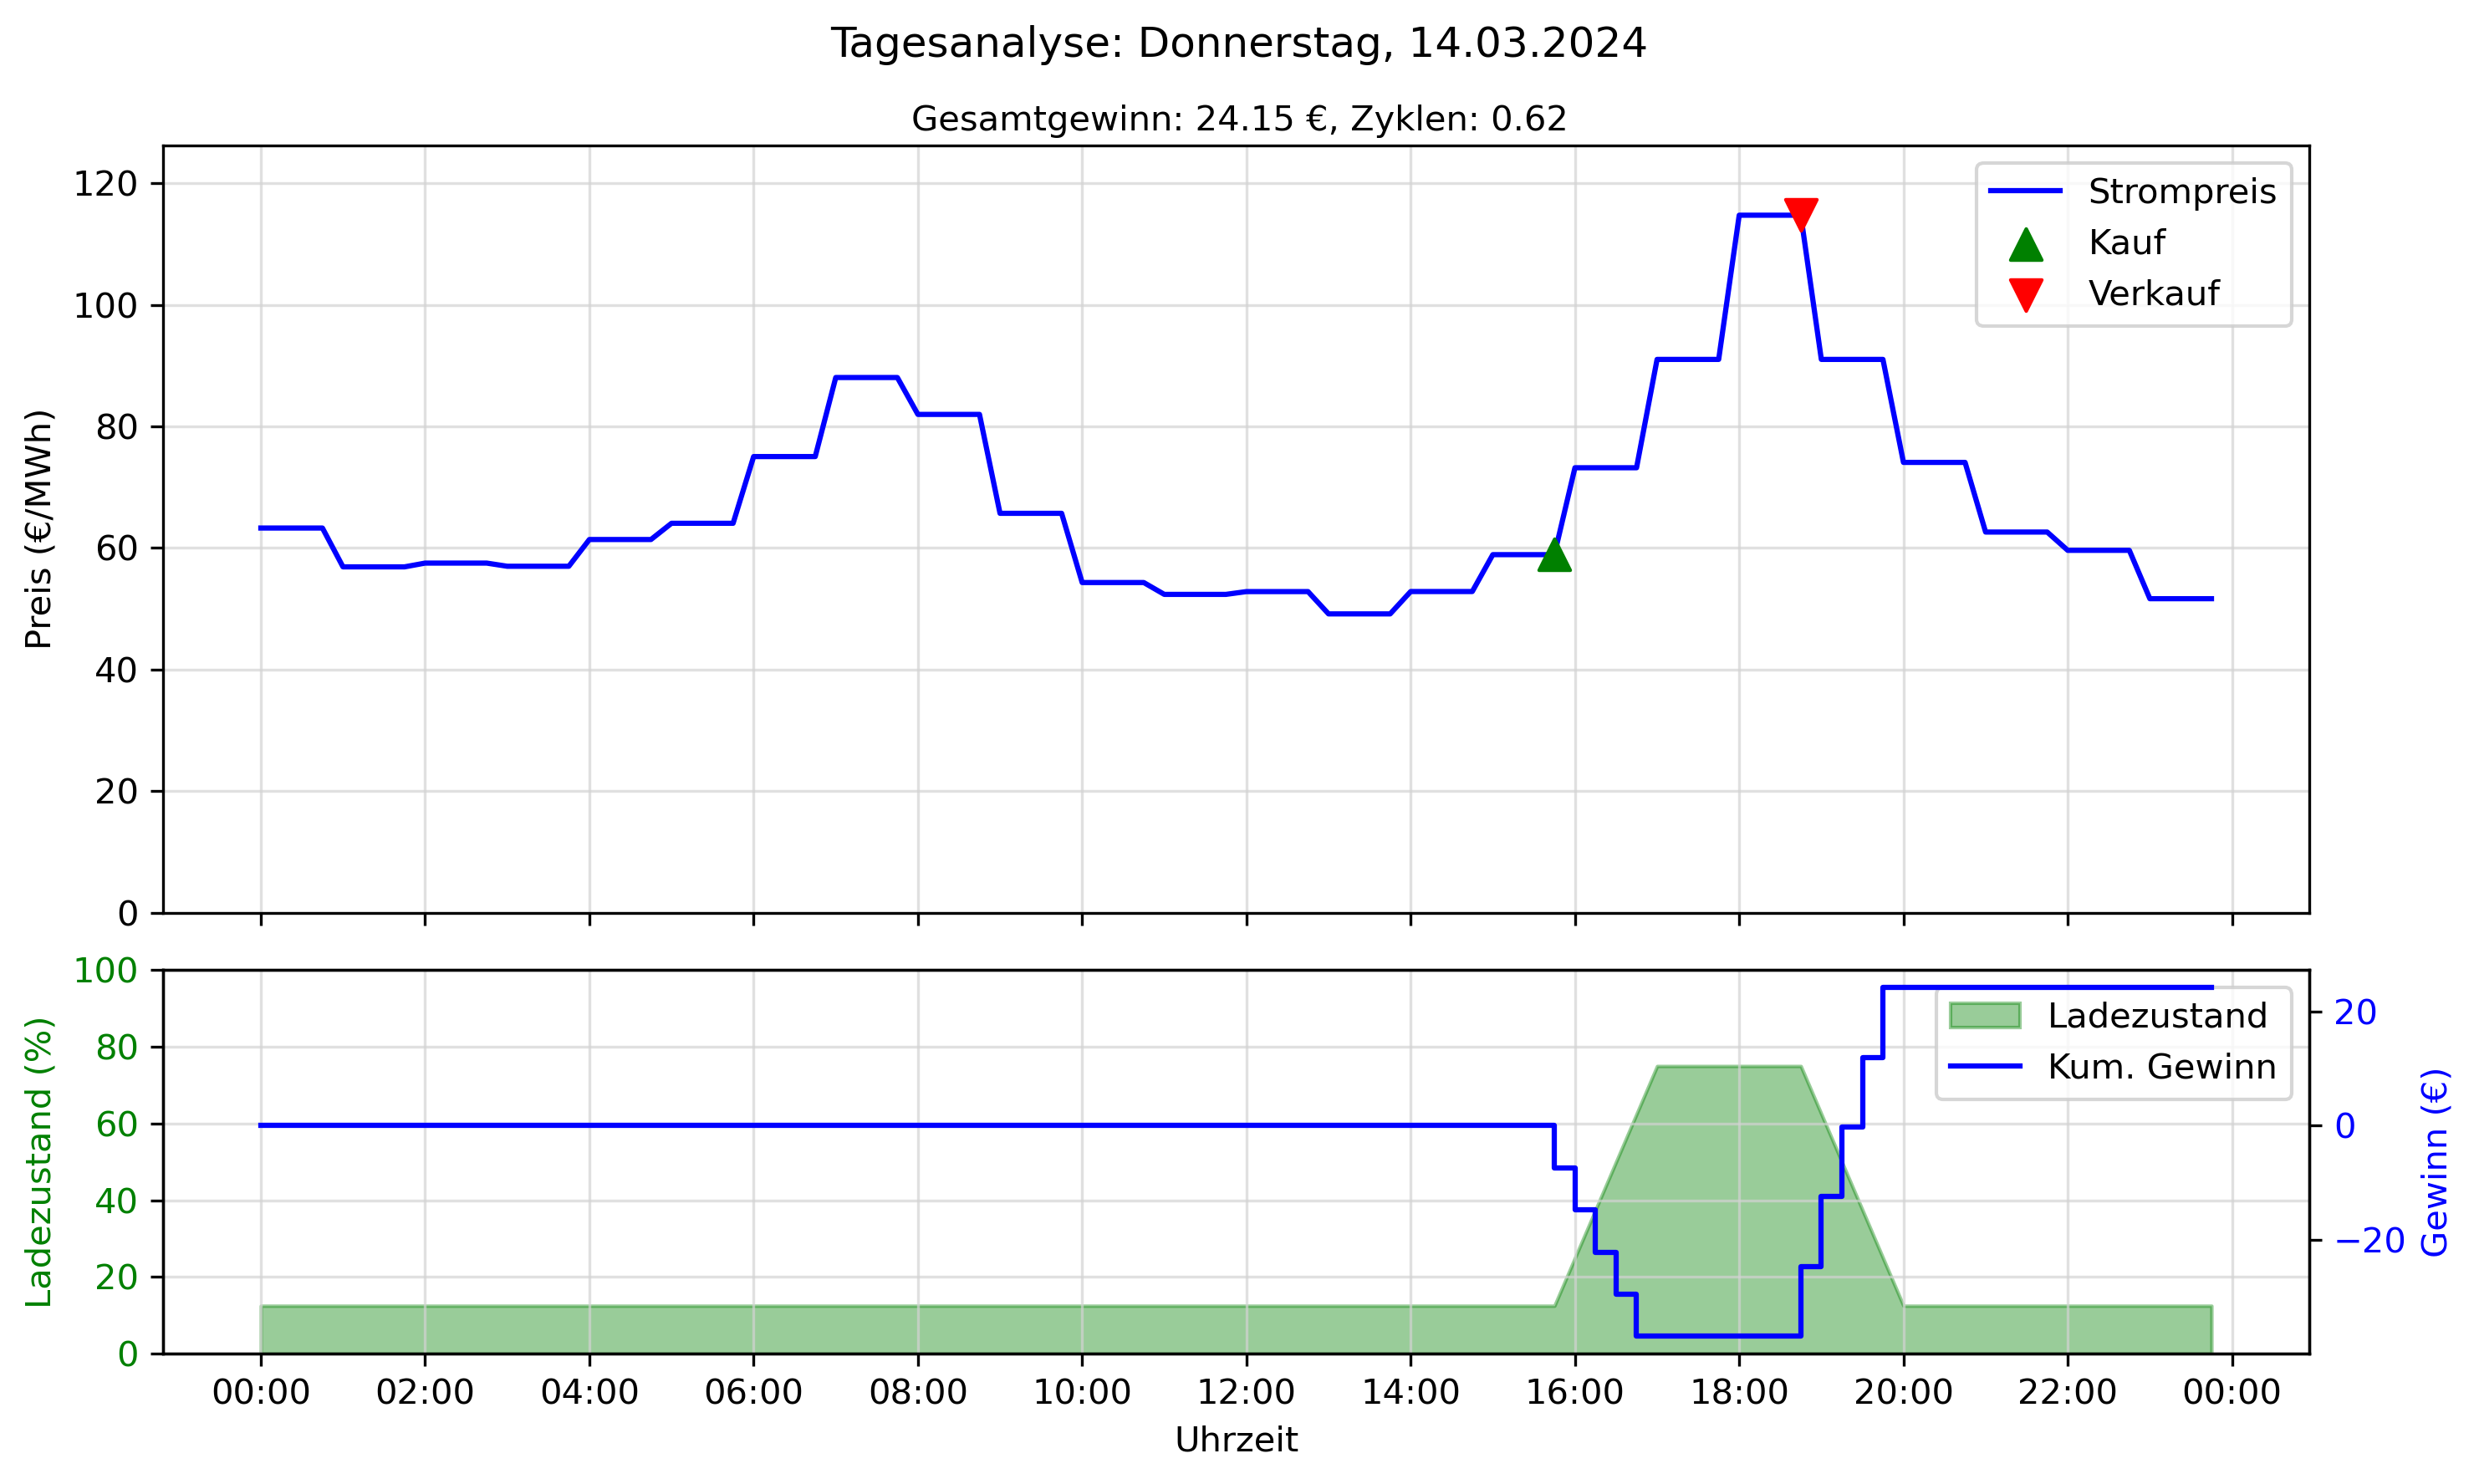 Tagesanalyse: Donnerstag, 14.03.2024
Gesamtgewinn: 24.15 €, Zyklen: 0.62
Preis (€/MWh)
120
100
80
60
40
20
0
Strompreis
Kauf
Verkauf
Ladezustand (%)
100
80
60
40
20
0
Ladezustand
Kum. Gewinn
20
0
−20
Gewinn (€)
00:00 02:00 04:00 06:00 08:00 10:00 12:00 14:00 16:00 18:00 20:00 22:00 00:00
Uhrzeit